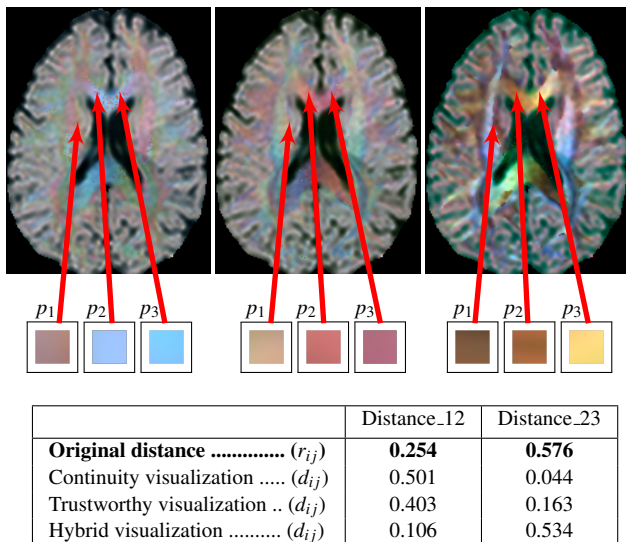 p1 p2 p3 p1 p2 p3 p1 p2 p3
Distance_12 Distance_23
Original distance .............. (rij) 0.254 0.576
Continuity visualization ..... (dij) 0.501 0.044
Trustworthy visualization .. (dij) 0.403 0.163
Hybrid visualization .......... (dij) 0.106 0.534